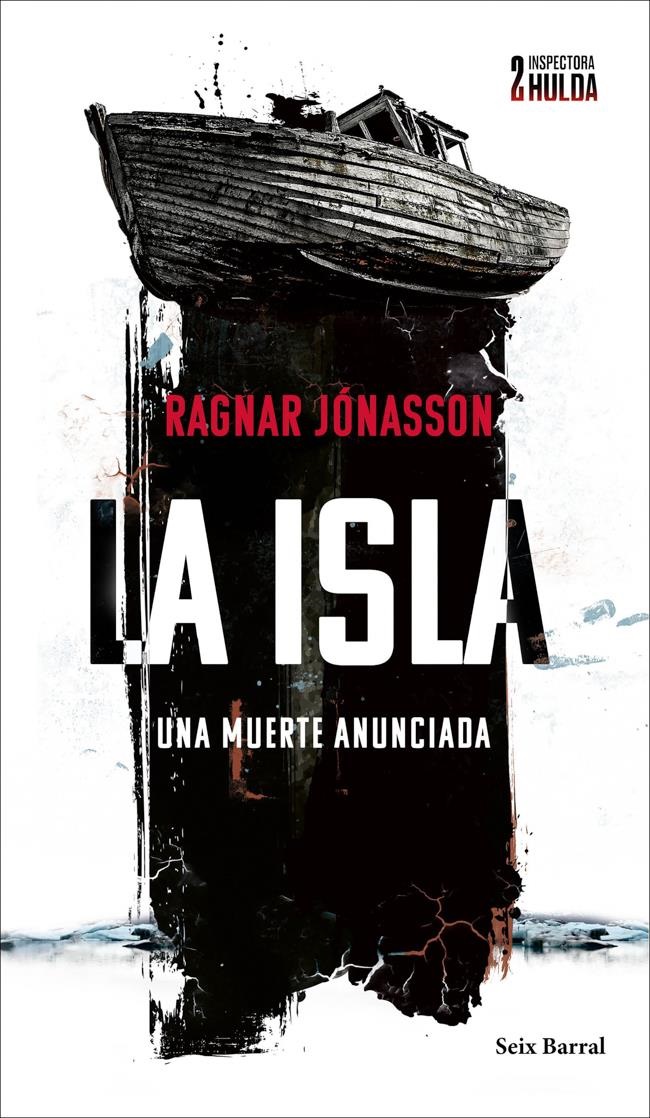 2 INSPECTORA
HULDA
RAGNAR JÓNASSON
LA ISLA
UNA MUERTE ANUNCIADA
Seix Barral